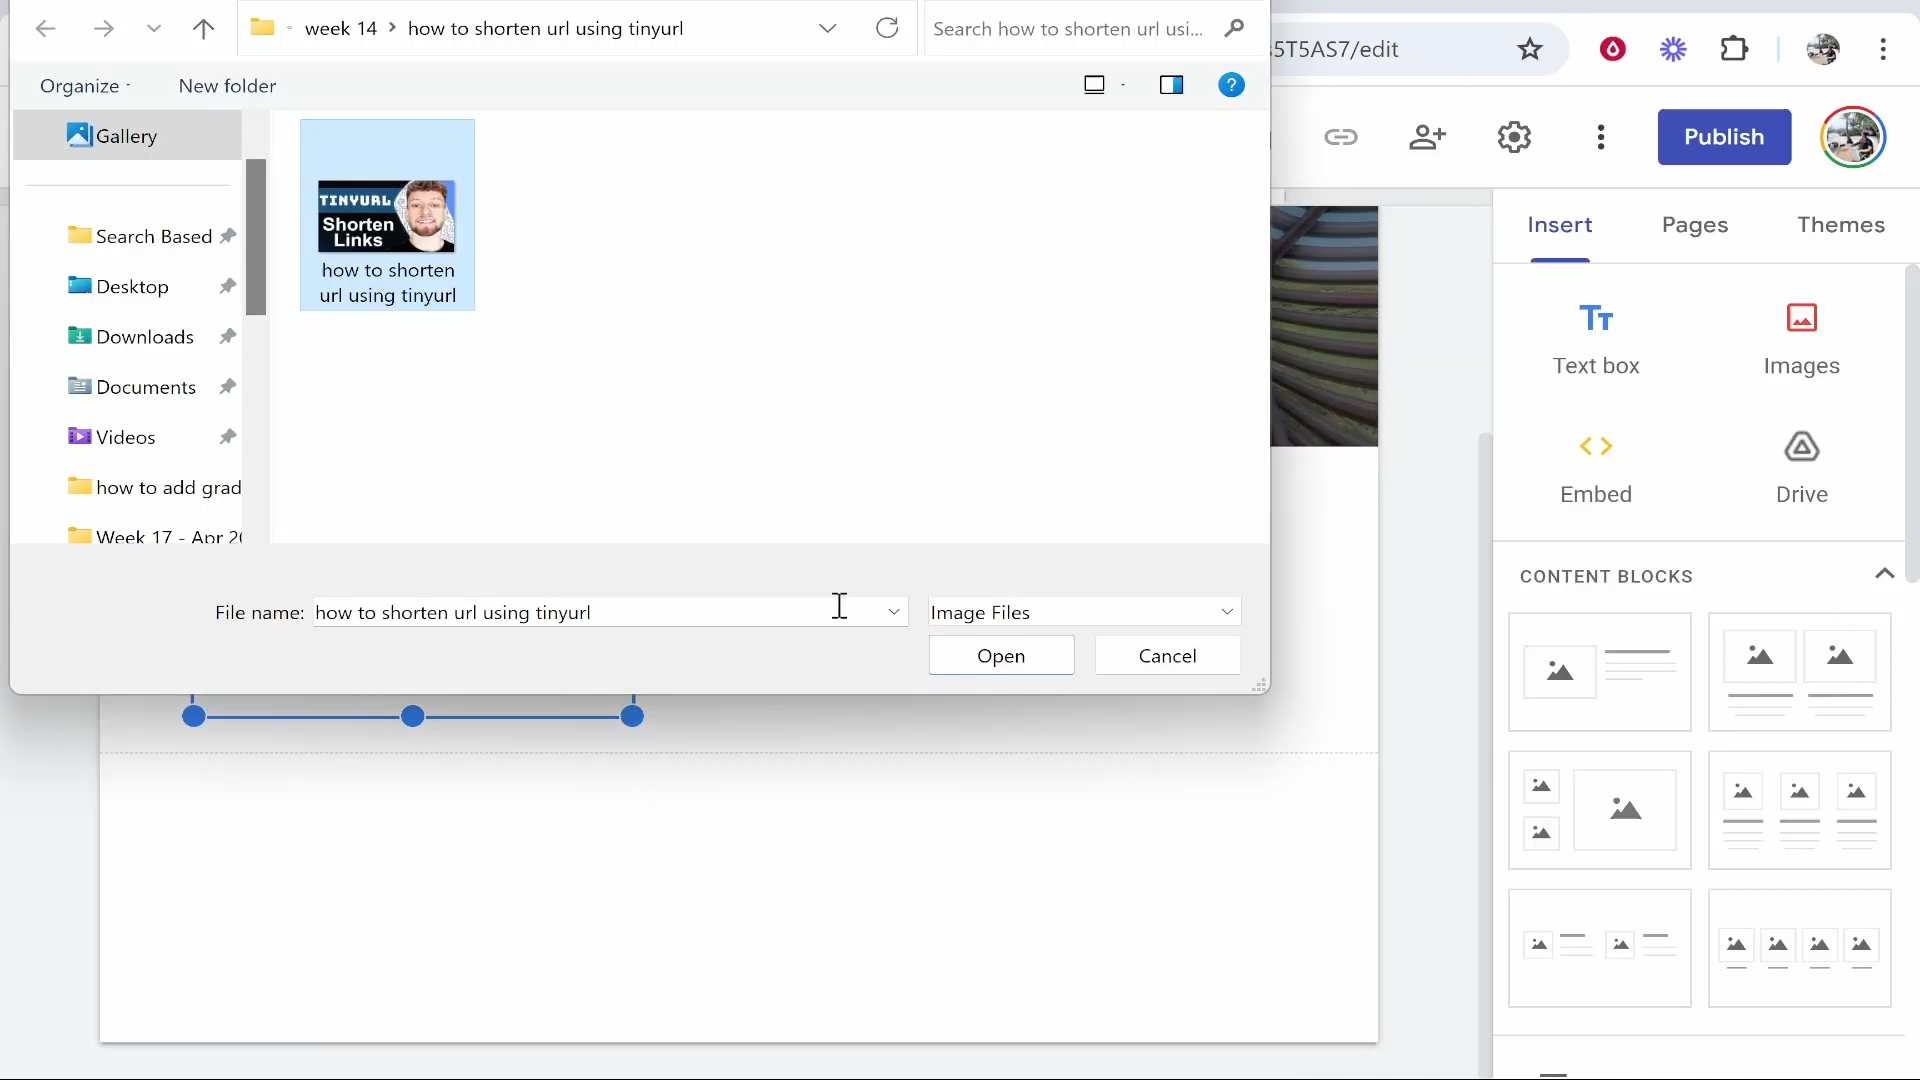 week 14 > how to shorten url using tinyurl
Search how to shorten url usi...
s5T5AS7/edit
Organize
New folder
?
Publish
Gallery
Search Based
Desktop
Downloads
Documents
Videos
how to add grad
Week 17 - Apr 20
TINYURL
Shorten
Links
how to shorten
url using tinyurl
Insert
Pages
Themes
Text box
Images
Embed
Drive
CONTENT BLOCKS
File name:
how to shorten url using tinyurl
Image Files
Open
Cancel